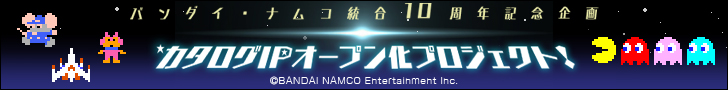 バンダイ・ナムコ統合10周年記念企画
カタログIPオープン化プロジェクト!
©BANDAI NAMCO Entertainment Inc.